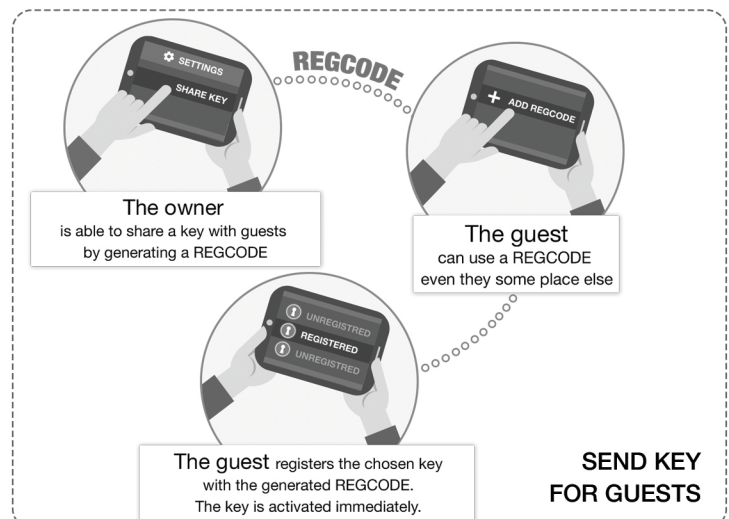 SETTINGS
SHARE KEY
REGCODE
ADD REGCODE
The owner
is able to share a key with guests
by generating a REGCODE
The guest
can use a REGCODE
even they some place else
UNREGISTRED
REGISTERED
UNREGISTRED
The guest registers the chosen key
with the generated REGCODE.
The key is activated immediately.
SEND KEY
FOR GUESTS